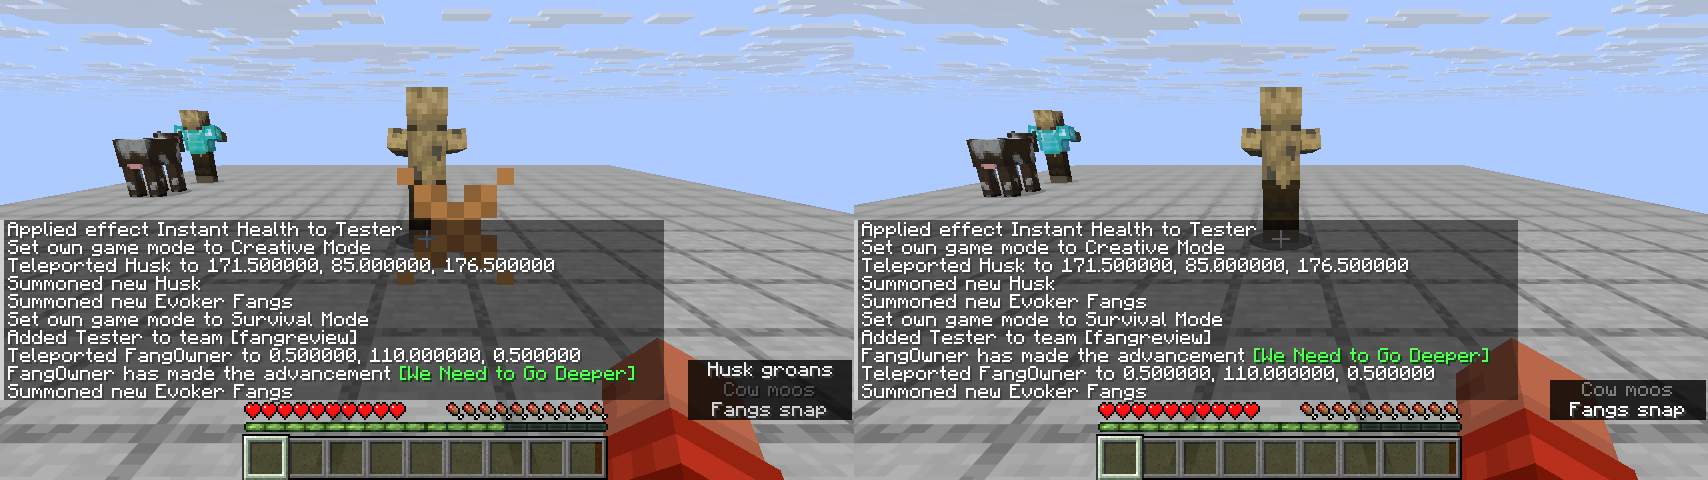 Applied effect Instant Health to Tester
Set own game mode to Creative Mode
Teleported Husk to 171.500000, 85.000000, 176.500000
Summoned new Husk
Summoned new Evoker Fangs
Set own game mode to Survival Mode
Added Tester to team [fangreview]
Teleported FangOwner to 0.500000, 110.000000, 0.500000
FangOwner has made the advancement [We Need to Go Deeper]
Summoned new Evoker Fangs
Husk groans
Cow moos
Fangs snap
Applied effect Instant Health to Tester
Set own game mode to Creative Mode
Teleported Husk to 171.500000, 85.000000, 176.500000
Summoned new Husk
Summoned new Evoker Fangs
Set own game mode to Survival Mode
Added Tester to team [fangreview]
FangOwner has made the advancement [We Need to Go Deeper]
Teleported FangOwner to 0.500000, 110.000000, 0.500000
Summoned new Evoker Fangs
Cow moos
Fangs snap